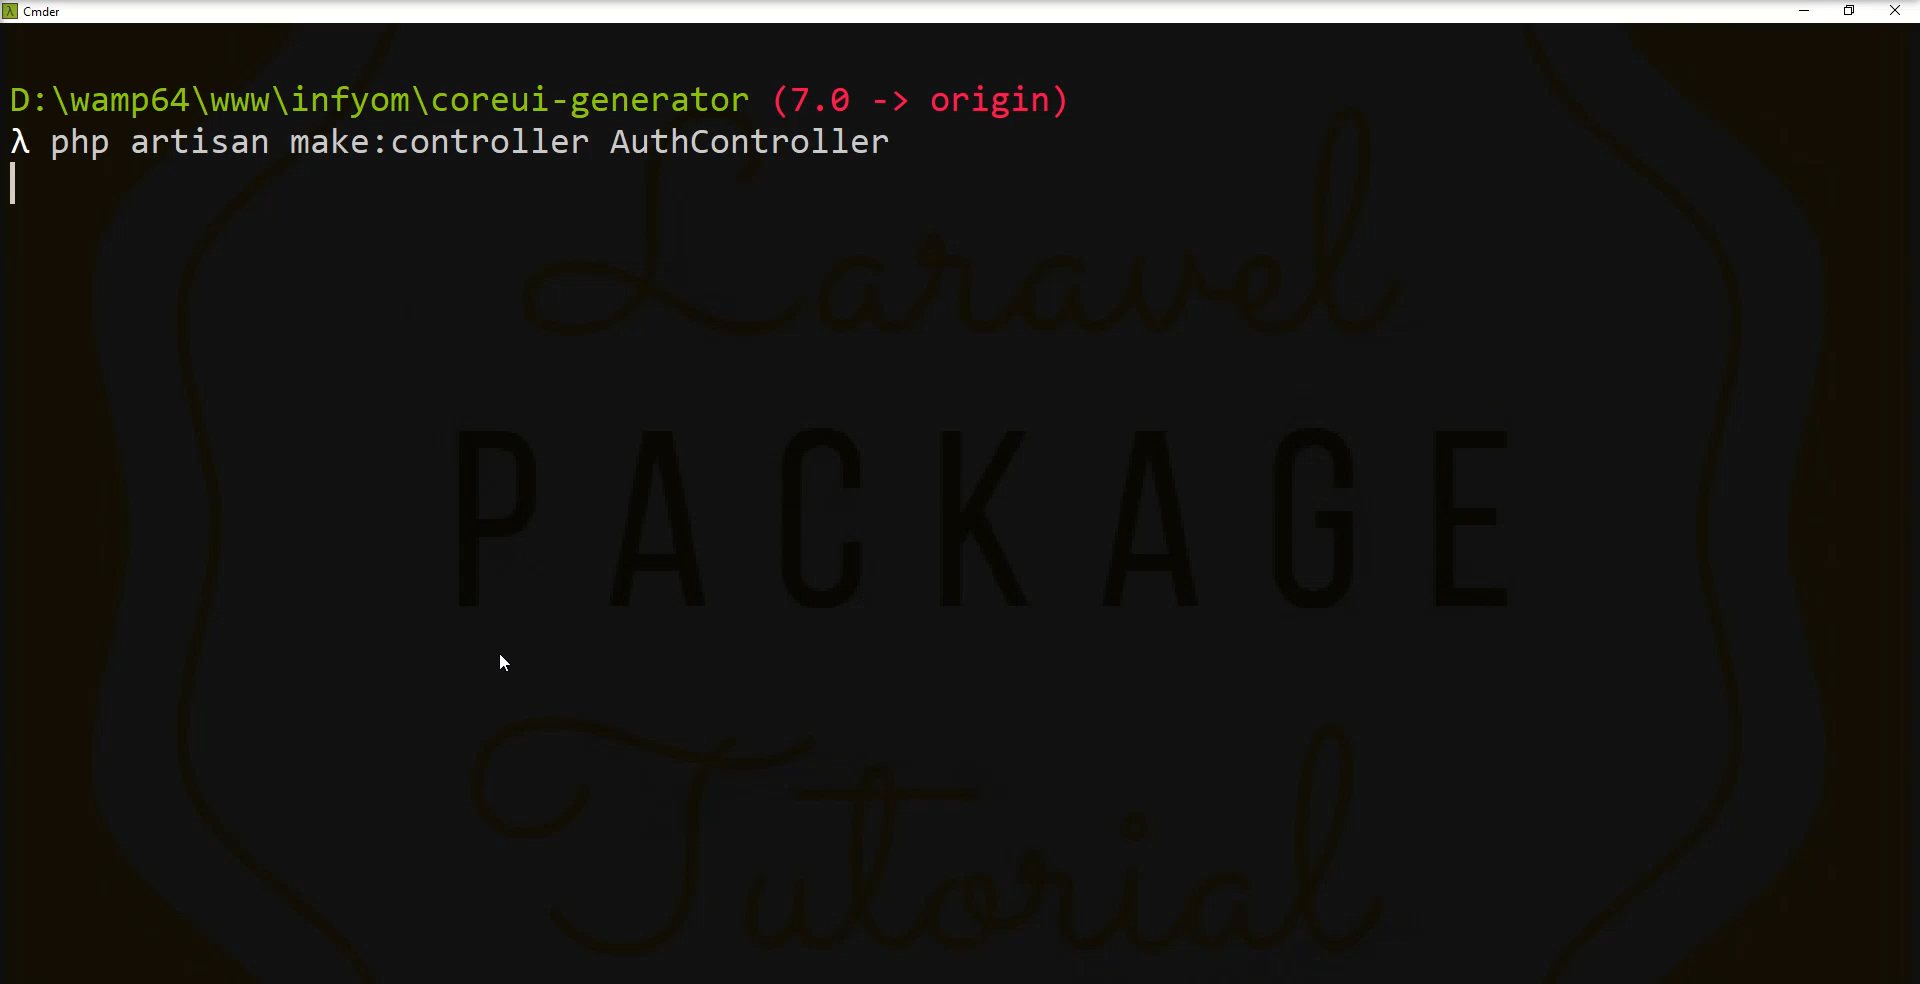 Cmder
D:\wamp64\www\infyom\coreui-generator (7.0 -> origin)
λ php artisan make:controller AuthController
Laravel
PACKAGE
Tutorial